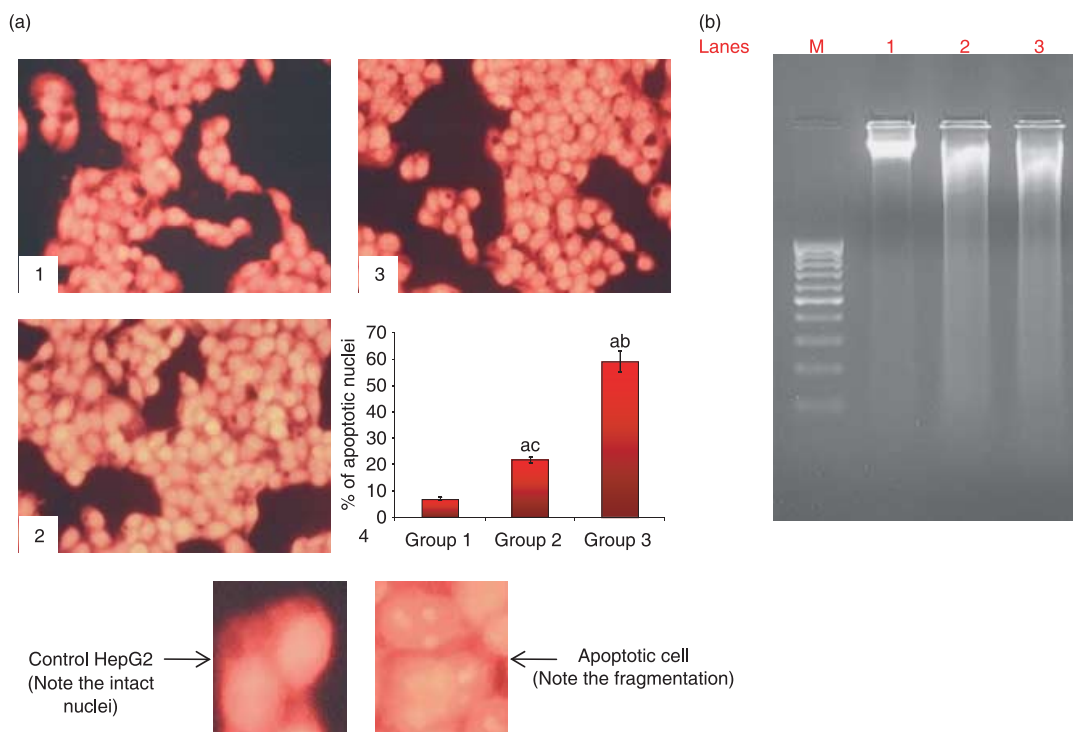 (a)
1
3
2
% of apoptotic nuclei
70
60
50
40
30
20
10
0
ac
ab
4
Group 1 Group 2 Group 3
Control HepG2
(Note the intact
nuclei)
Apoptotic cell
(Note the fragmentation)
(b)
Lanes M 1 2 3